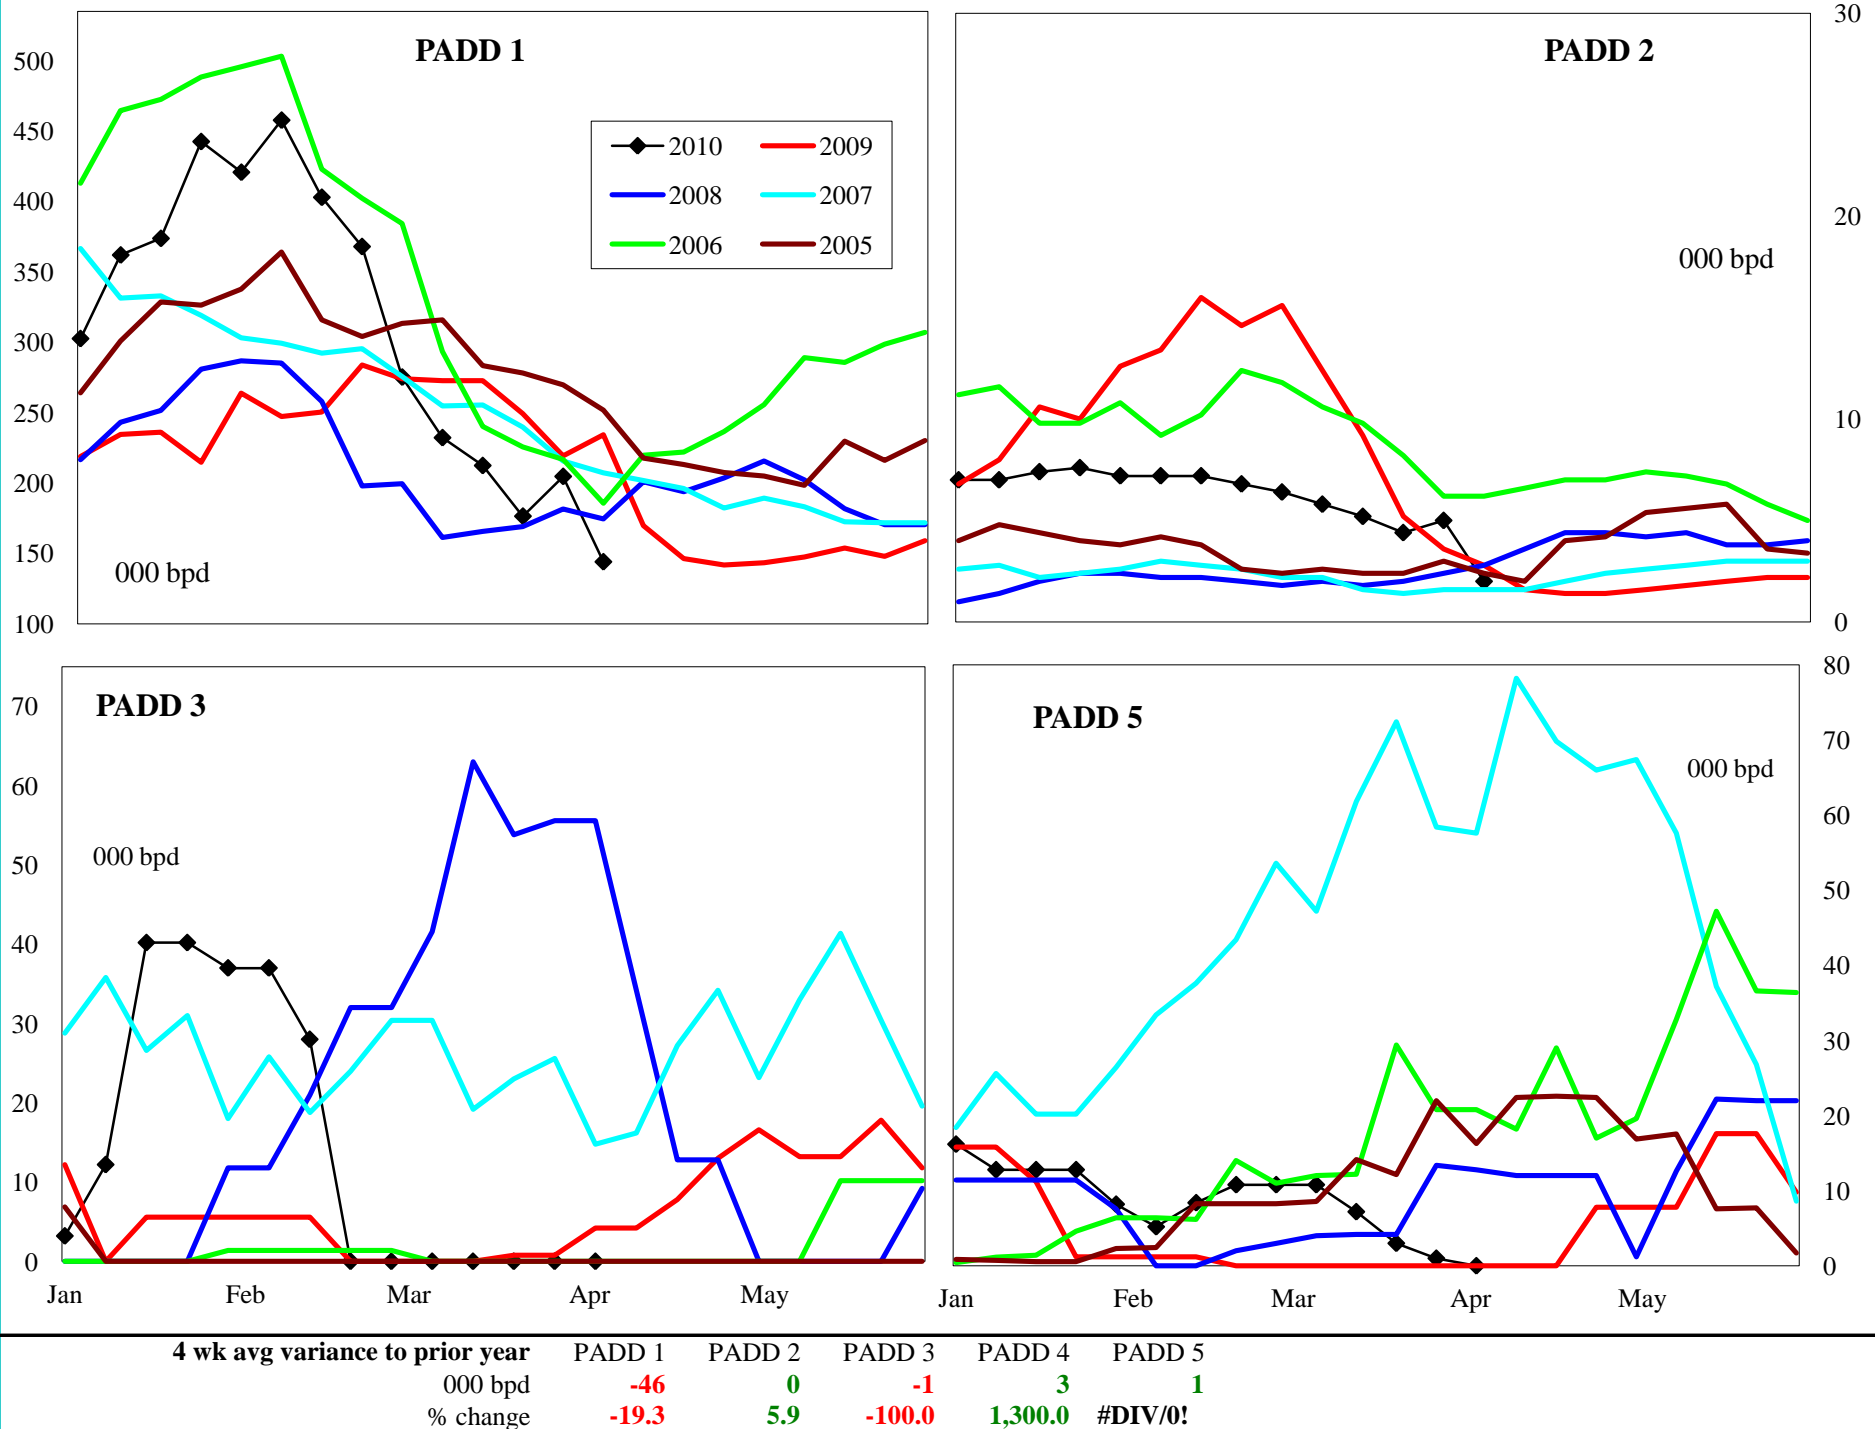 PADD 1
500
450
400
350
300
250
200
150
100
000 bpd
2010 2009
2008 2007
2006 2005
PADD 2
30
20
10
0
000 bpd
PADD 3
70
60
50
40
30
20
10
0
000 bpd
Jan Feb Mar Apr May
PADD 5
80
70
60
50
40
30
20
10
0
000 bpd
Jan Feb Mar Apr May
4 wk avg variance to prior year PADD 1 PADD 2 PADD 3 PADD 4 PADD 5
000 bpd -46 0 -1 3 1
% change -19.3 5.9 -100.0 1,300.0 #DIV/0!